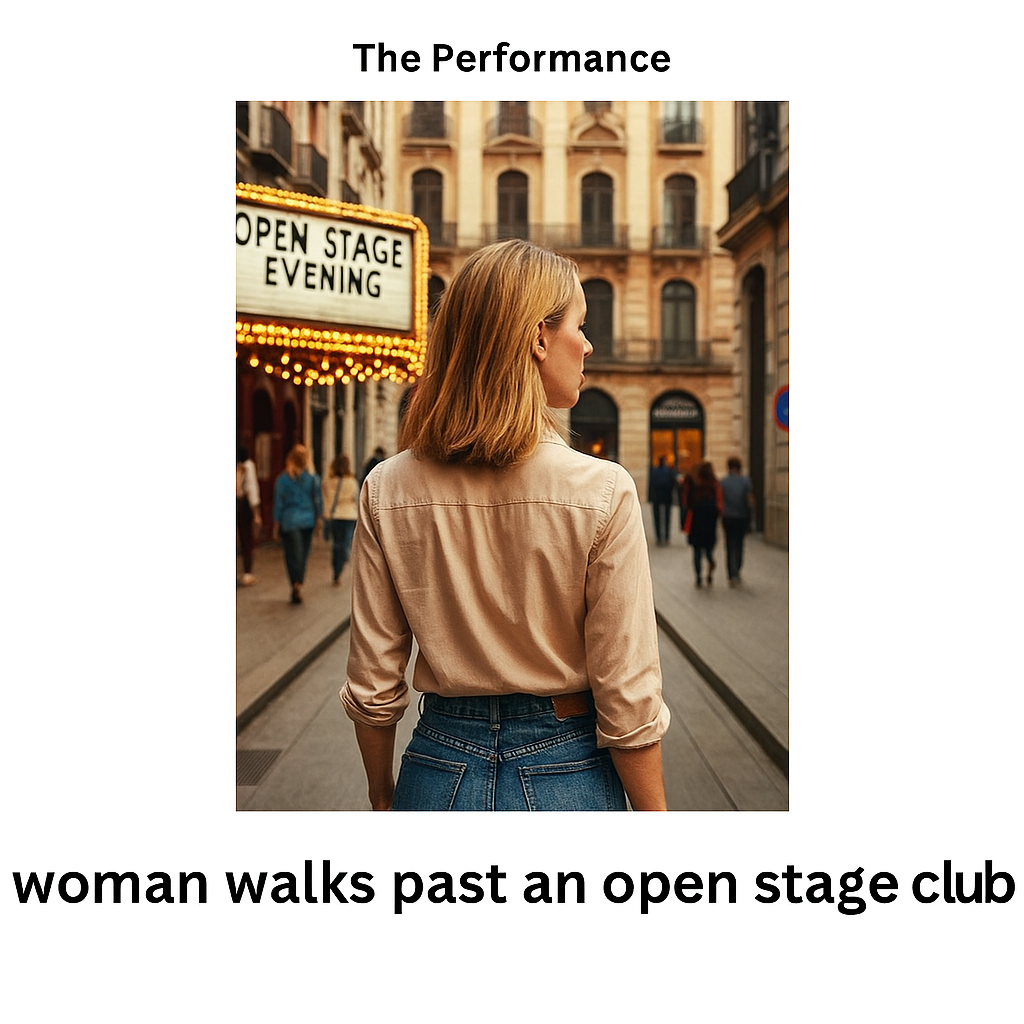 The Performance
OPEN STAGE
EVENING
woman walks past an open stage club